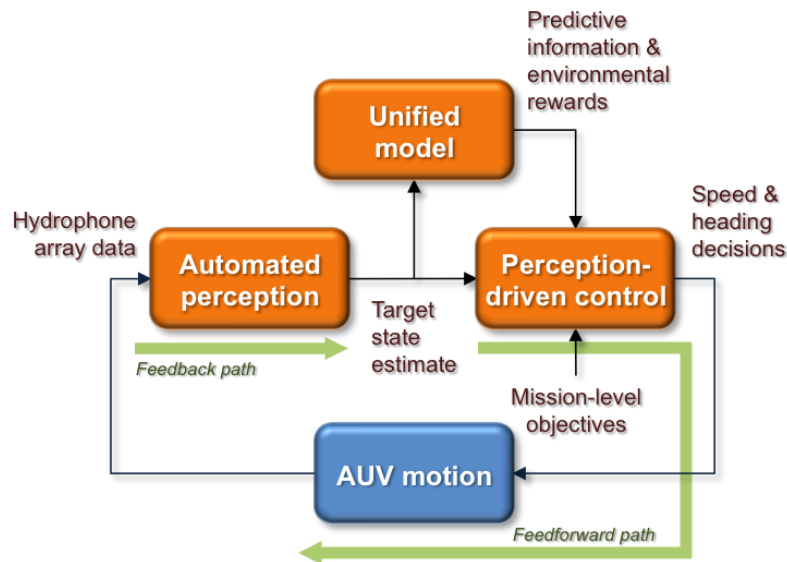 Predictive
information &
environmental
rewards
Unified
model
Speed &
heading
decisions
Hydrophone
array data
Automated
perception
Perception-
driven control
Target
state
estimate
Feedback path
Mission-level
objectives
AUV motion
Feedforward path